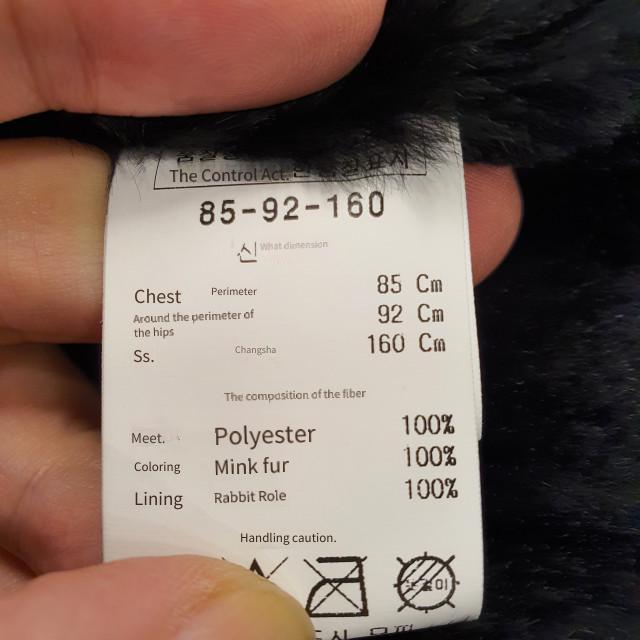 The Control Act.
85-92-160
신 What dimension
Chest Perimeter 85 Cm
Around the perimeter of the hips 92 Cm
Ss. Changsha 160 Cm
The composition of the fiber
Meet. Polyester 100%
Coloring Mink fur 100%
Lining Rabbit Role 100%
Handling caution.